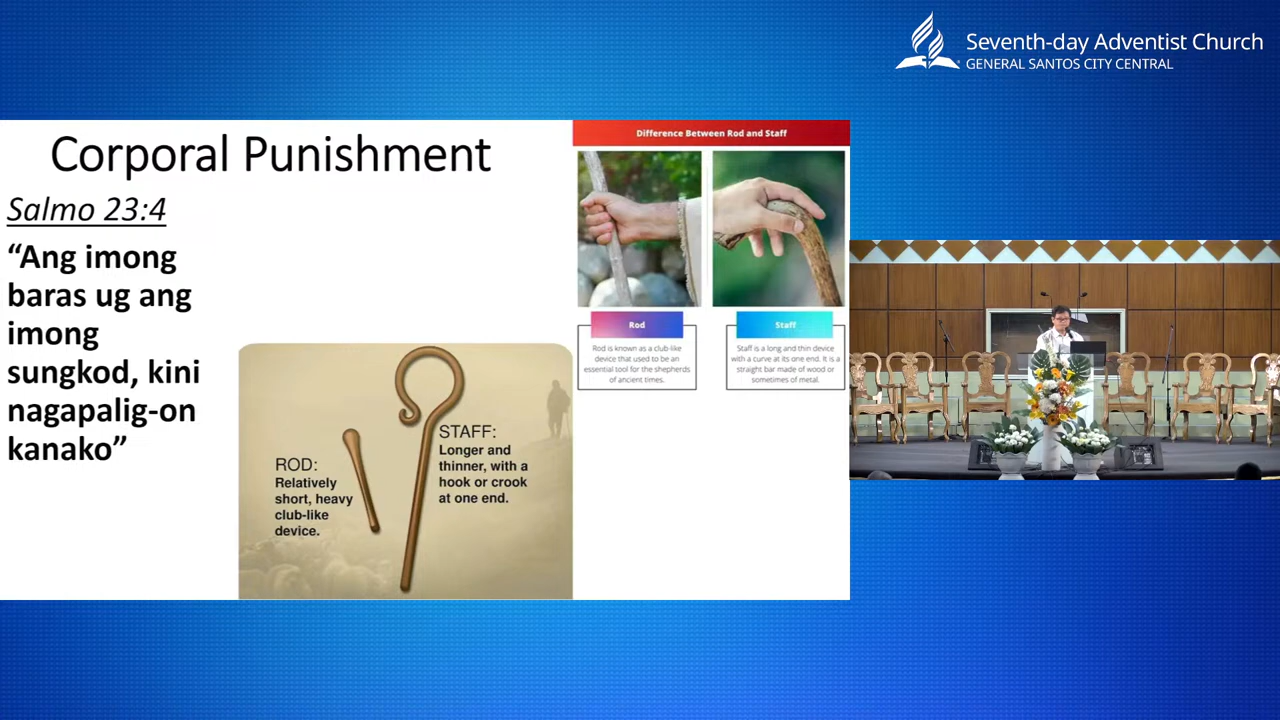 Seventh-day Adventist Church
GENERAL SANTOS CITY CENTRAL
Corporal Punishment
Salmo 23:4
“Ang imong
baras ug ang
imong
sungkod, kini
nagapalig-on
kanako”
ROD:
Relatively
short, heavy
club-like
device.
STAFF:
Longer and
thinner, with a
hook or crook
at one end.
Difference Between Rod and Staff
Rod
Rod is known as a club-like
device that used to be an
essential tool for the shepherds
of ancient times.
Staff
Staff is a long and thin device
with a curve at its one end. It is a
straight bar made of wood or
sometimes of metal.